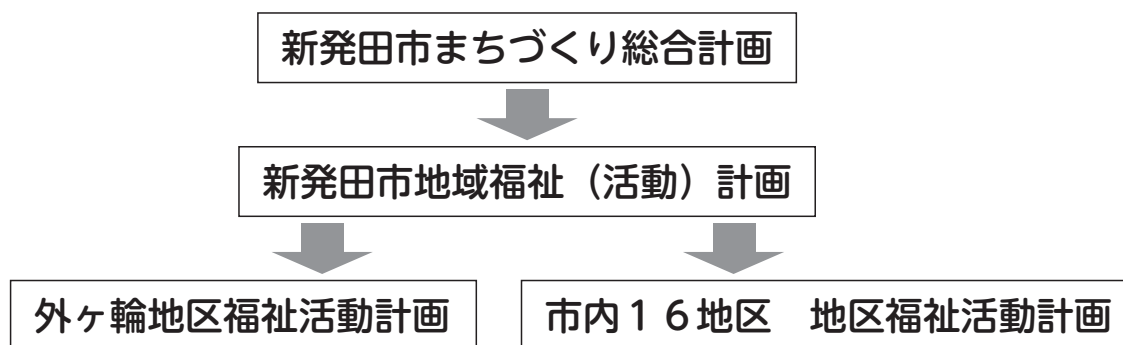 新発田市まちづくり総合計画
新発田市地域福祉（活動）計画
外ヶ輪地区福祉活動計画
市内１６地区　地区福祉活動計画